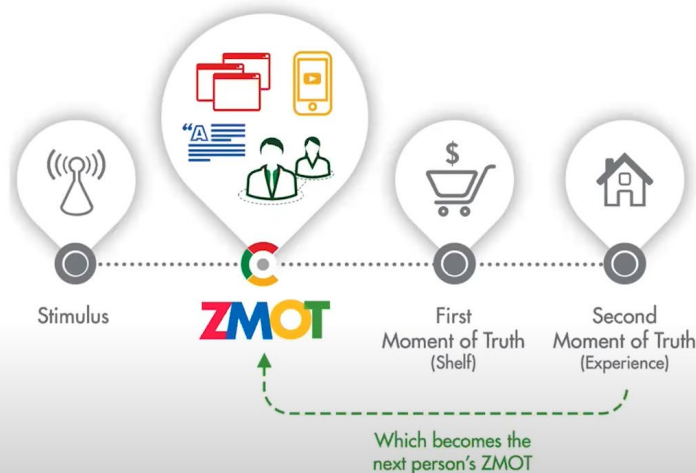 “A
$
Stimulus
ZMOT
First
Moment of Truth
(Shelf)
Second
Moment of Truth
(Experience)
Which becomes the
next person's ZMOT